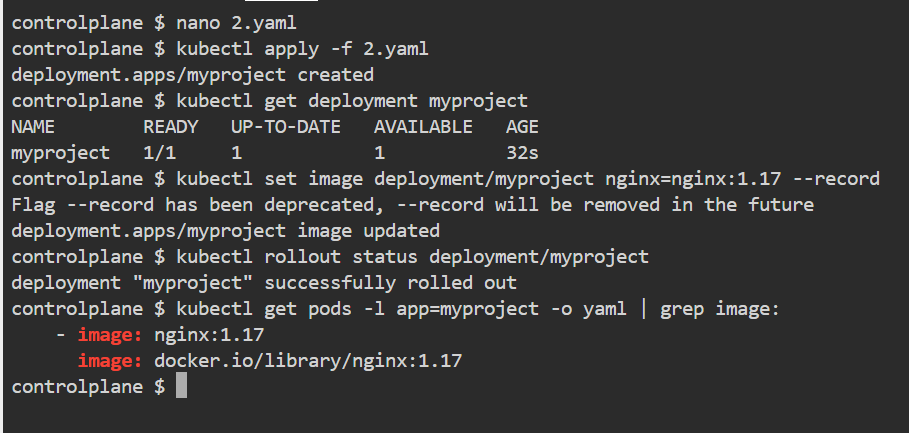 controlplane $ nano 2.yaml
controlplane $ kubectl apply -f 2.yaml
deployment.apps/myproject created
controlplane $ kubectl get deployment myproject
NAME        READY   UP-TO-DATE   AVAILABLE   AGE
myproject   1/1     1            1           32s
controlplane $ kubectl set image deployment/myproject nginx=nginx:1.17 --record
Flag --record has been deprecated, --record will be removed in the future
deployment.apps/myproject image updated
controlplane $ kubectl rollout status deployment/myproject
deployment "myproject" successfully rolled out
controlplane $ kubectl get pods -l app=myproject -o yaml | grep image:
    - image: nginx:1.17
      image: docker.io/library/nginx:1.17
controlplane $